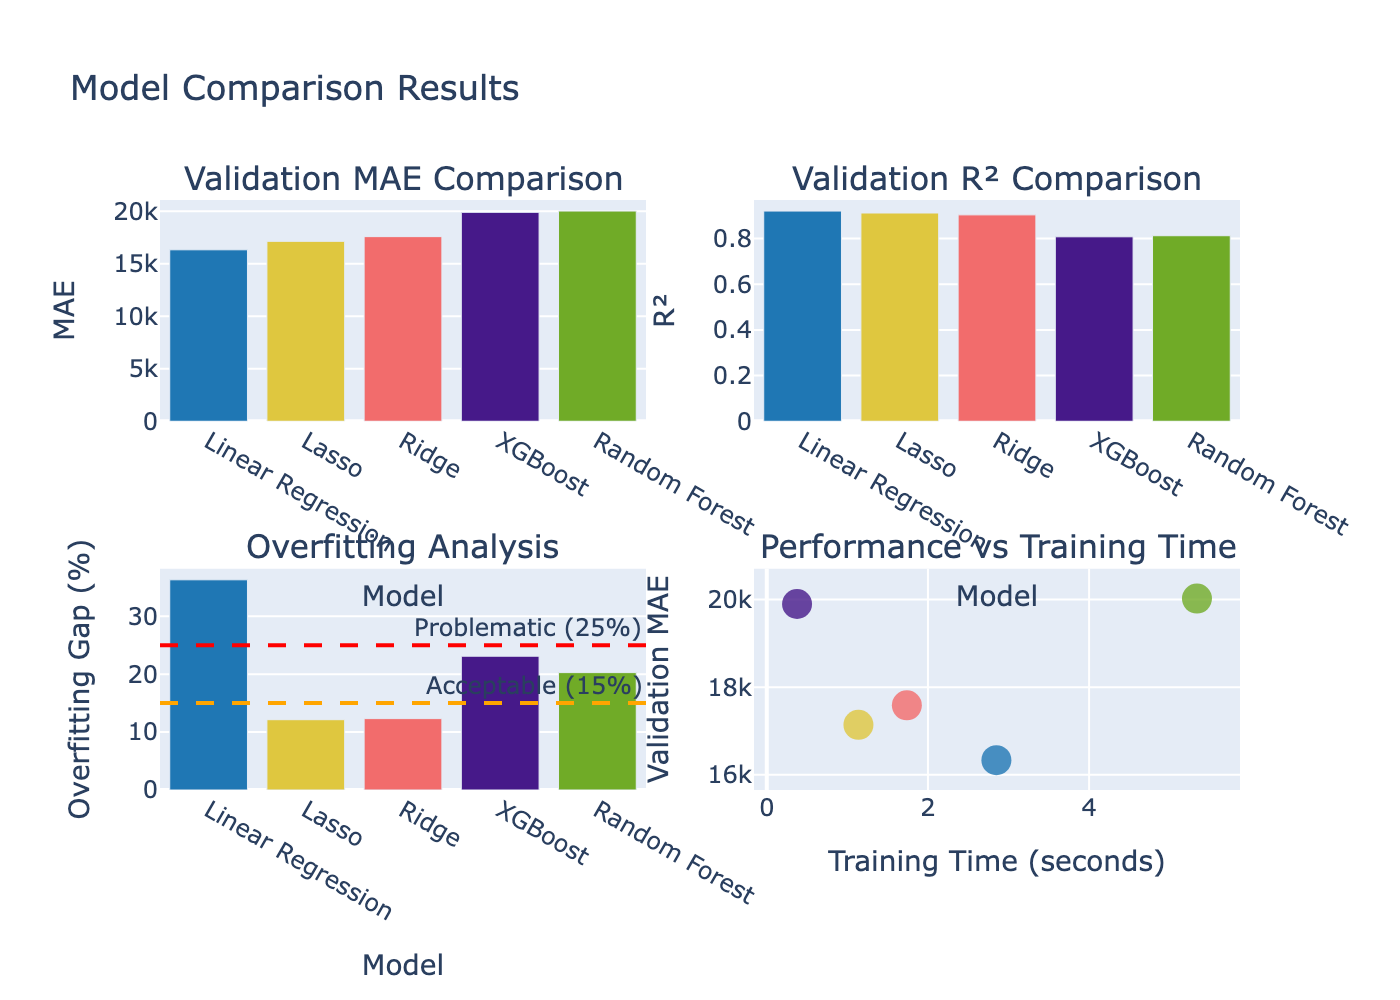 Model Comparison Results
Validation MAE Comparison
MAE
20k
15k
10k
5k
0
Linear Regression
Lasso
Ridge
XGBoost
Random Forest
Model
Validation R² Comparison
R²
0.8
0.6
0.4
0.2
0
Linear Regression
Lasso
Ridge
XGBoost
Random Forest
Model
Overfitting Analysis
Overfitting Gap (%)
30
20
10
0
Problematic (25%)
Acceptable (15%)
Linear Regression
Lasso
Ridge
XGBoost
Random Forest
Model
Performance vs Training Time
Validation MAE
20k
18k
16k
0
2
4
Training Time (seconds)